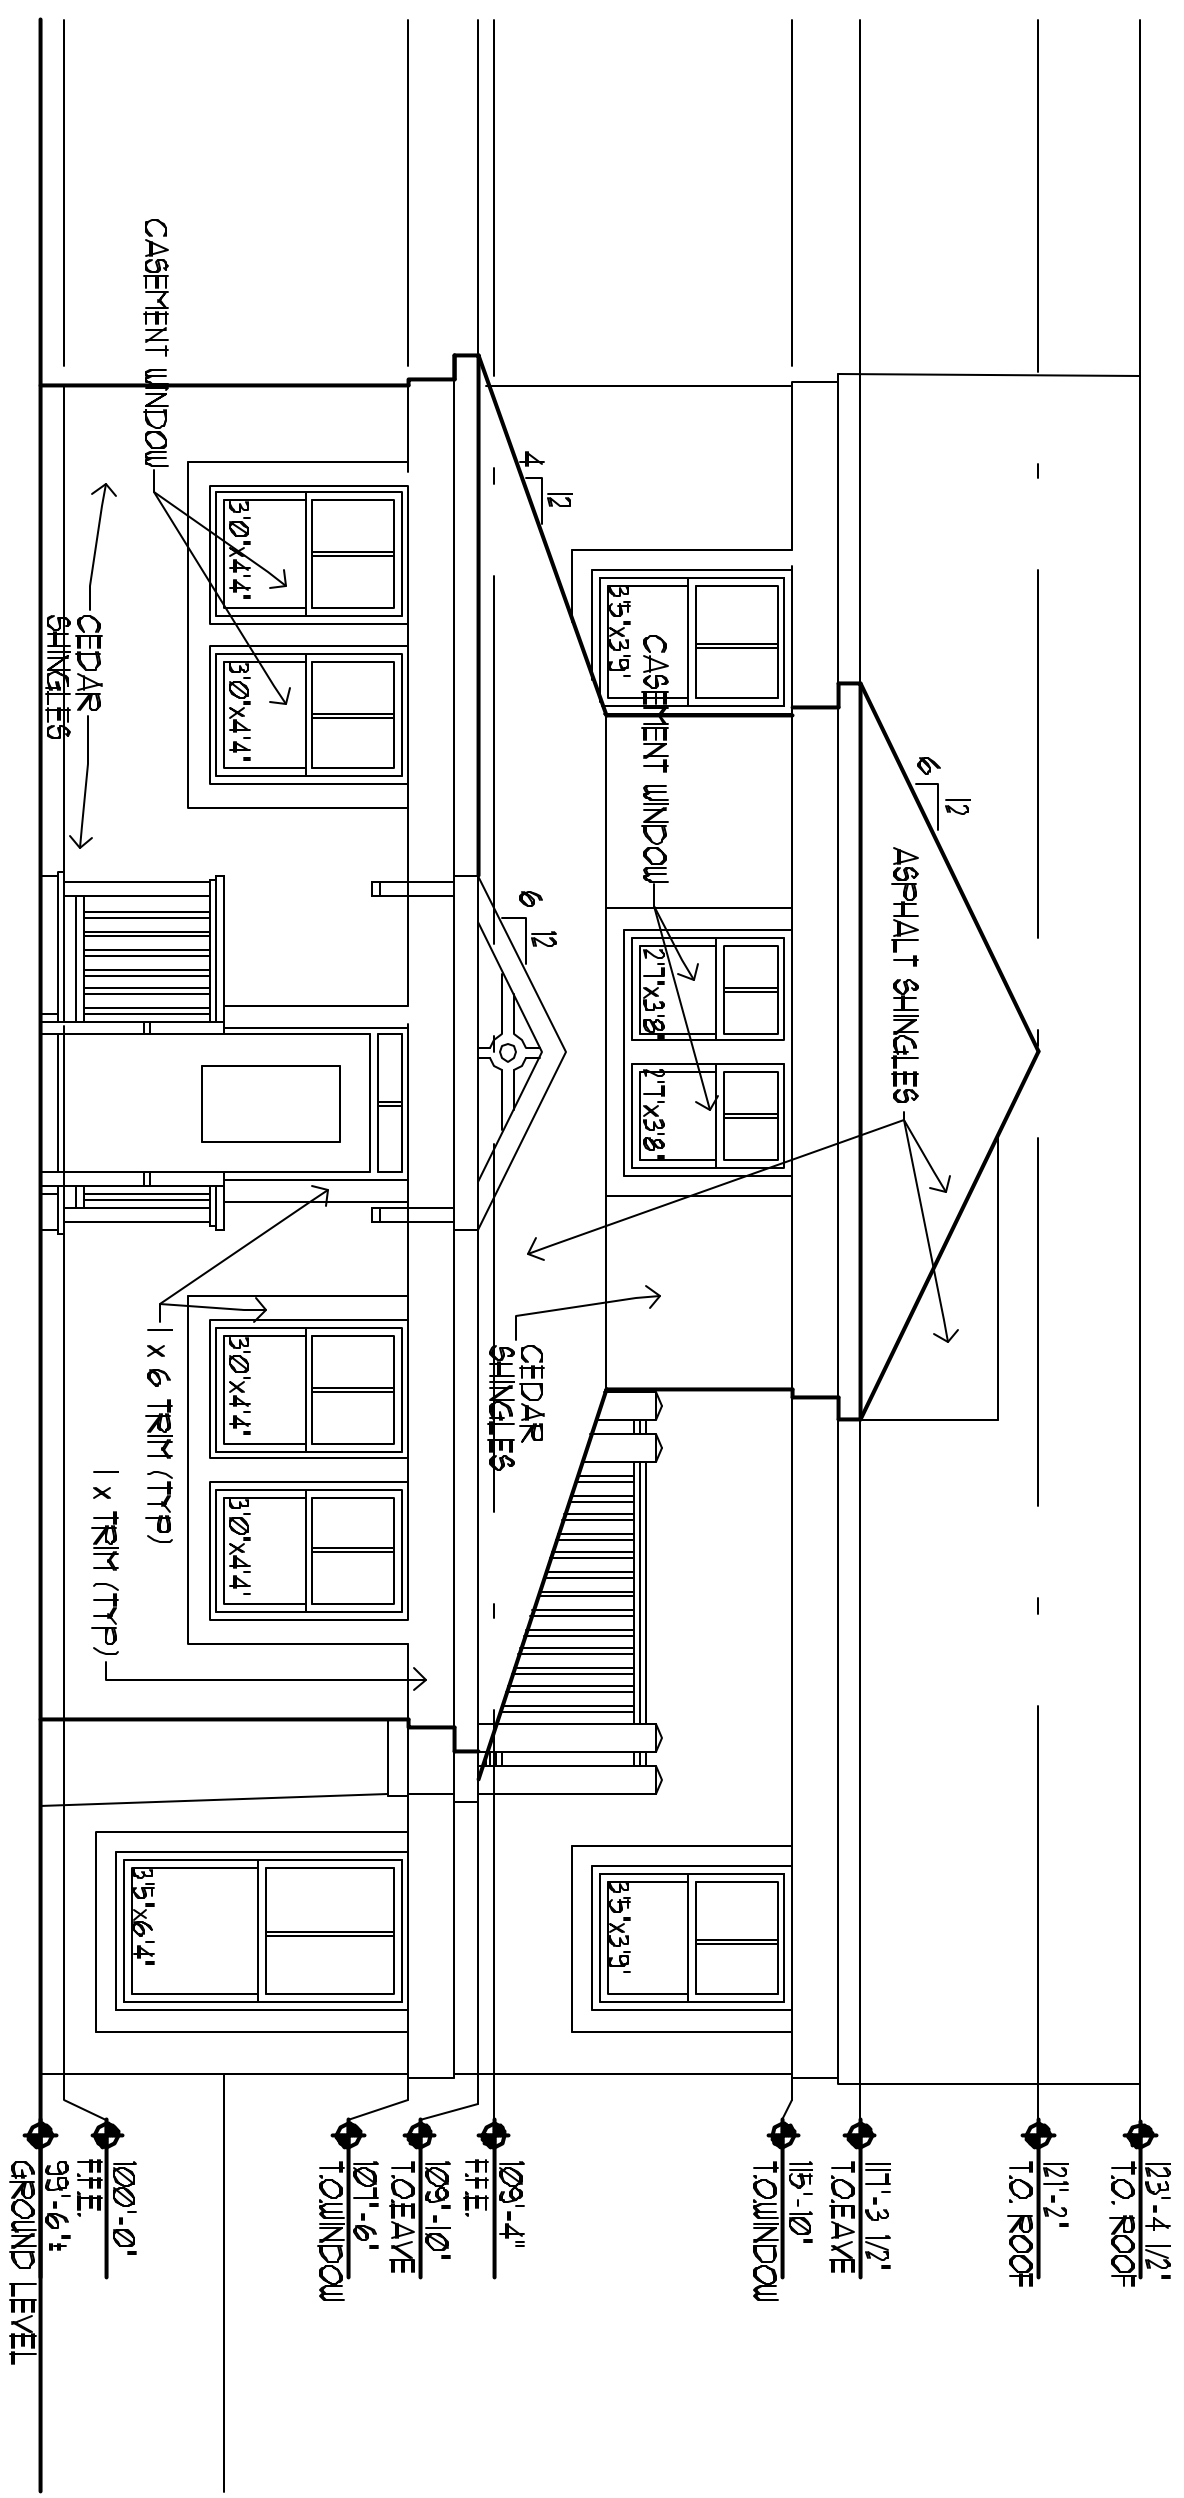 123'-4 1/2"
T.O. ROOF
121'-2"
T.O. ROOF
12
6
ASPHALT SHINGLES
117'-3 1/2"
T.O.EAVE
115'-10"
T.O.WINDOW
CASEMENT WINDOW
3'5"x3'9"
2'7"x3'8"
2'7"x3'8"
3'5"x3'9"
12
4
12
6
CEDAR
SHINGLES
109'-4"
F.F.E.
108'-10"
T.O.EAVE
107'-6"
T.O.WINDOW
3'0"x4'4"
3'0"x4'4"
3'0"x4'4"
3'0"x4'4"
CASEMENT WINDOW
1 x 6 TRIM (TYP)
3'5"x6'4"
1 x TRIM (TYP)
100'-0"
F.F.E.
CEDAR
SHINGLES
99'-6"±
GROUND LEVEL